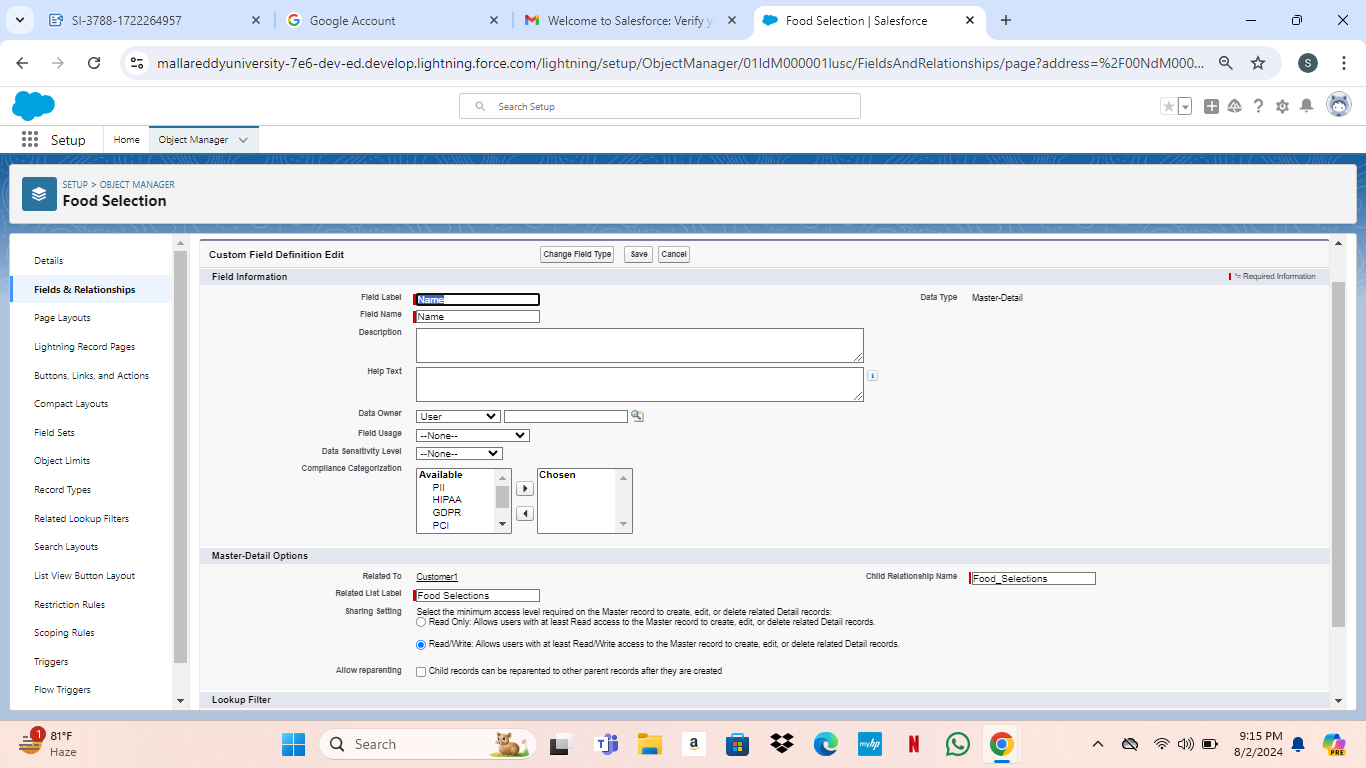 SI-3788-1722264957
Google Account
Welcome to Salesforce: Verify y
Food Selection | Salesforce
mallareddyuniversity-7e6-dev-ed.develop.lightning.force.com/lightning/setup/ObjectManager/01IdM000001Iusc/FieldsAndRelationships/page?address=%2F00NdM000...
S
Search Setup
Setup
Home
Object Manager
SETUP > OBJECT MANAGER
Food Selection
Details
Fields & Relationships
Page Layouts
Lightning Record Pages
Buttons, Links, and Actions
Compact Layouts
Field Sets
Object Limits
Record Types
Related Lookup Filters
Search Layouts
List View Button Layout
Restriction Rules
Scoping Rules
Triggers
Flow Triggers
Custom Field Definition Edit
Change Field Type
Save
Cancel
Field Information
*= Required Information
Field Label Name
Data Type Master-Detail
Field Name Name
Description
Help Text
i
Data Owner User
Field Usage --None--
Data Sensitivity Level --None--
Compliance Categorization
Available
PII
HIPAA
GDPR
PCI
Chosen
Master-Detail Options
Related To Customer1
Child Relationship Name Food_Selections
Related List Label Food Selections
Sharing Setting Select the minimum access level required on the Master record to create, edit, or delete related Detail records:
Read Only: Allows users with at least Read access to the Master record to create, edit, or delete related Detail records.
Read/Write: Allows users with at least Read/Write access to the Master record to create, edit, or delete related Detail records.
Allow reparenting Child records can be reparented to other parent records after they are created
Lookup Filter
1
81°F
Haze
Search
a
myhp
N
9:15 PM
8/2/2024
PRE